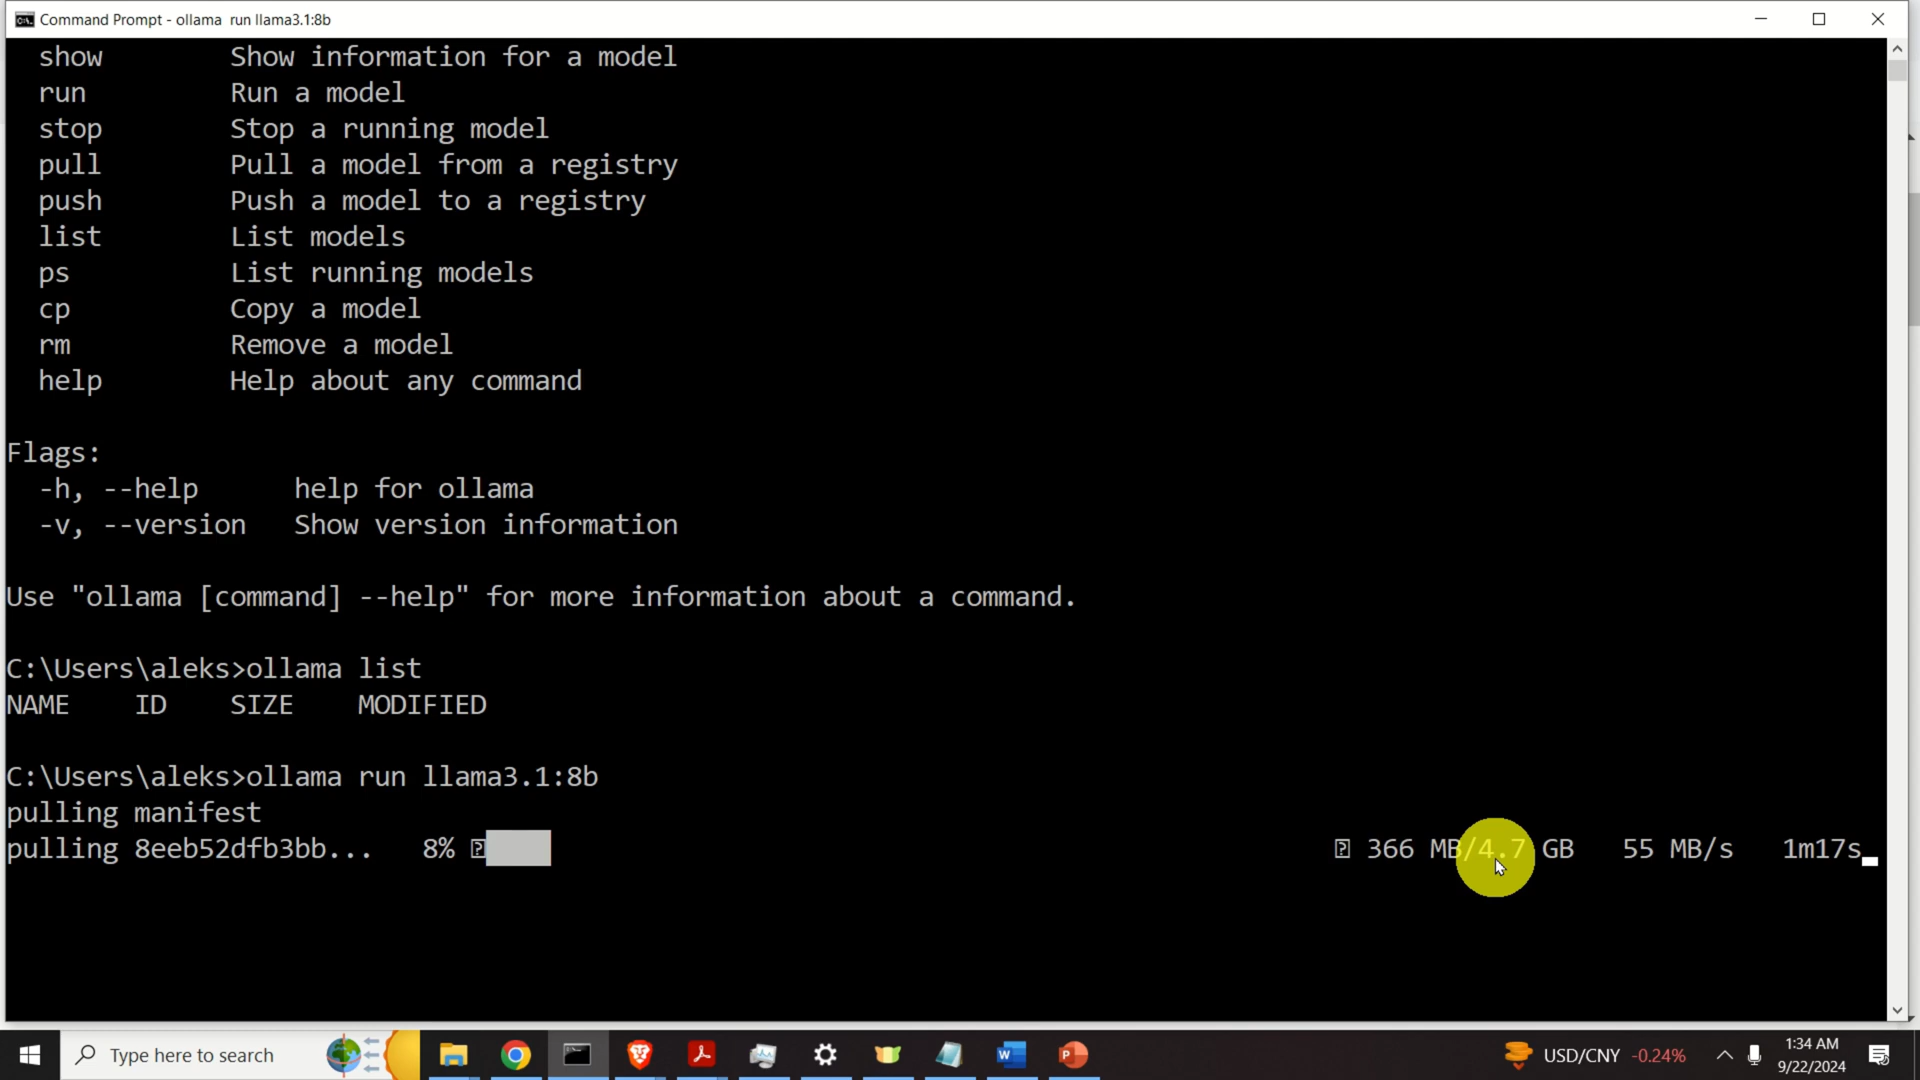 Command Prompt - ollama  run llama3.1:8b
show Show information for a model
run Run a model
stop Stop a running model
pull Pull a model from a registry
push Push a model to a registry
list List models
ps List running models
cp Copy a model
rm Remove a model
help Help about any command
Flags:
-h, --help help for ollama
-v, --version Show version information
Use "ollama [command] --help" for more information about a command.
C:\Users\aleks>ollama list
NAME ID SIZE MODIFIED
C:\Users\aleks>ollama run llama3.1:8b
pulling manifest
pulling 8eeb52dfb3bb... 8% 366 MB/4.7 GB 55 MB/s 1m17s
Type here to search
USD/CNY -0.24%
1:34 AM
9/22/2024